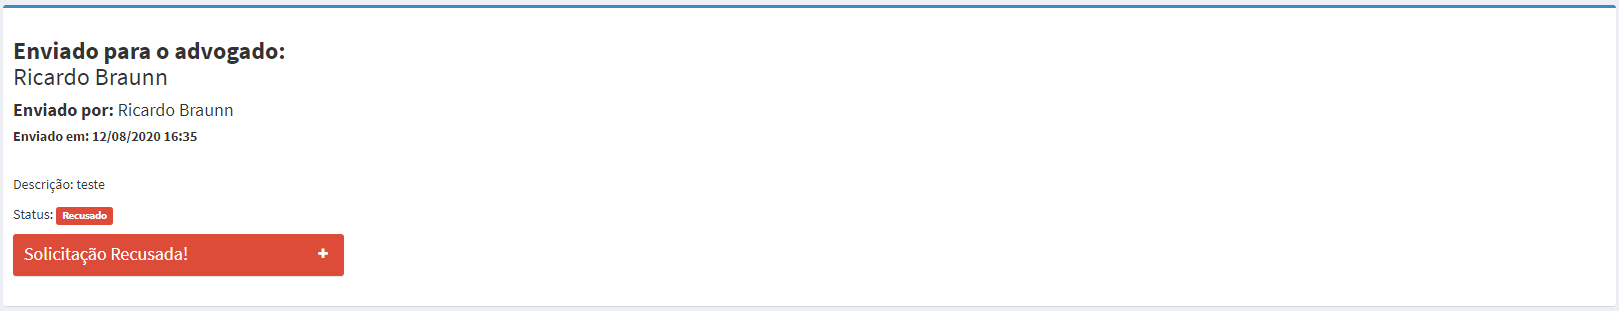 Enviado para o advogado:
Ricardo Braunn
Enviado por: Ricardo Braunn
Enviado em: 12/08/2020 16:35
Descrição: teste
Status: Recusado
Solicitação Recusada! +